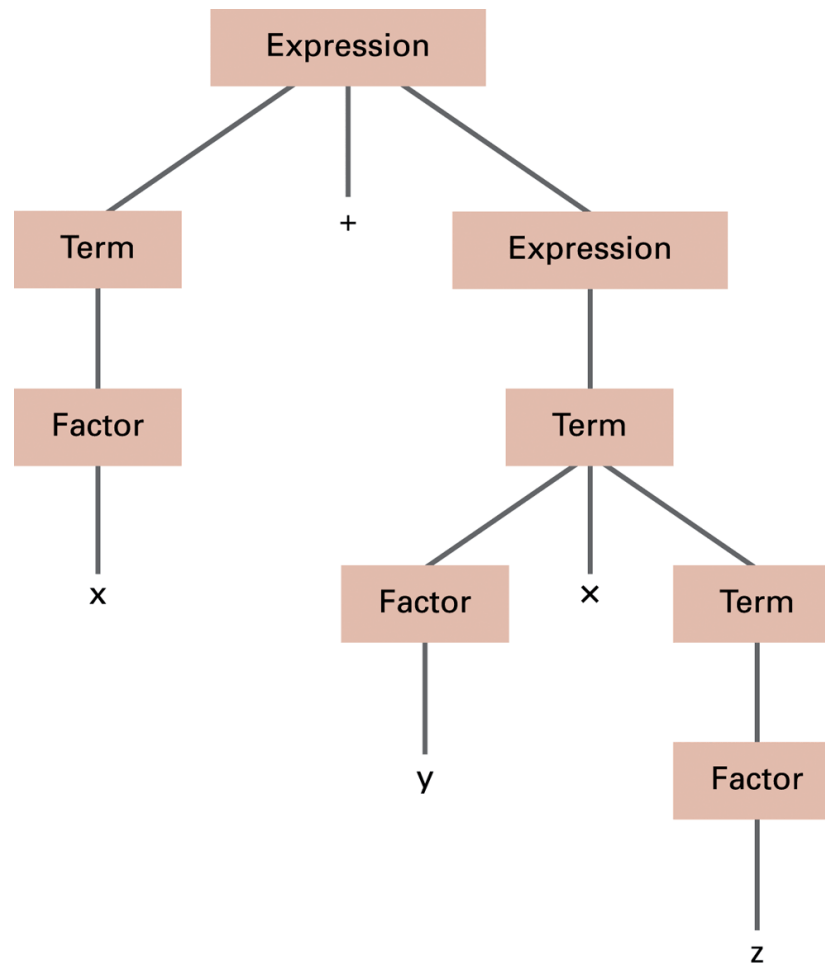 Expression
Term + Expression
Factor Term
x Factor × Term
y Factor
z